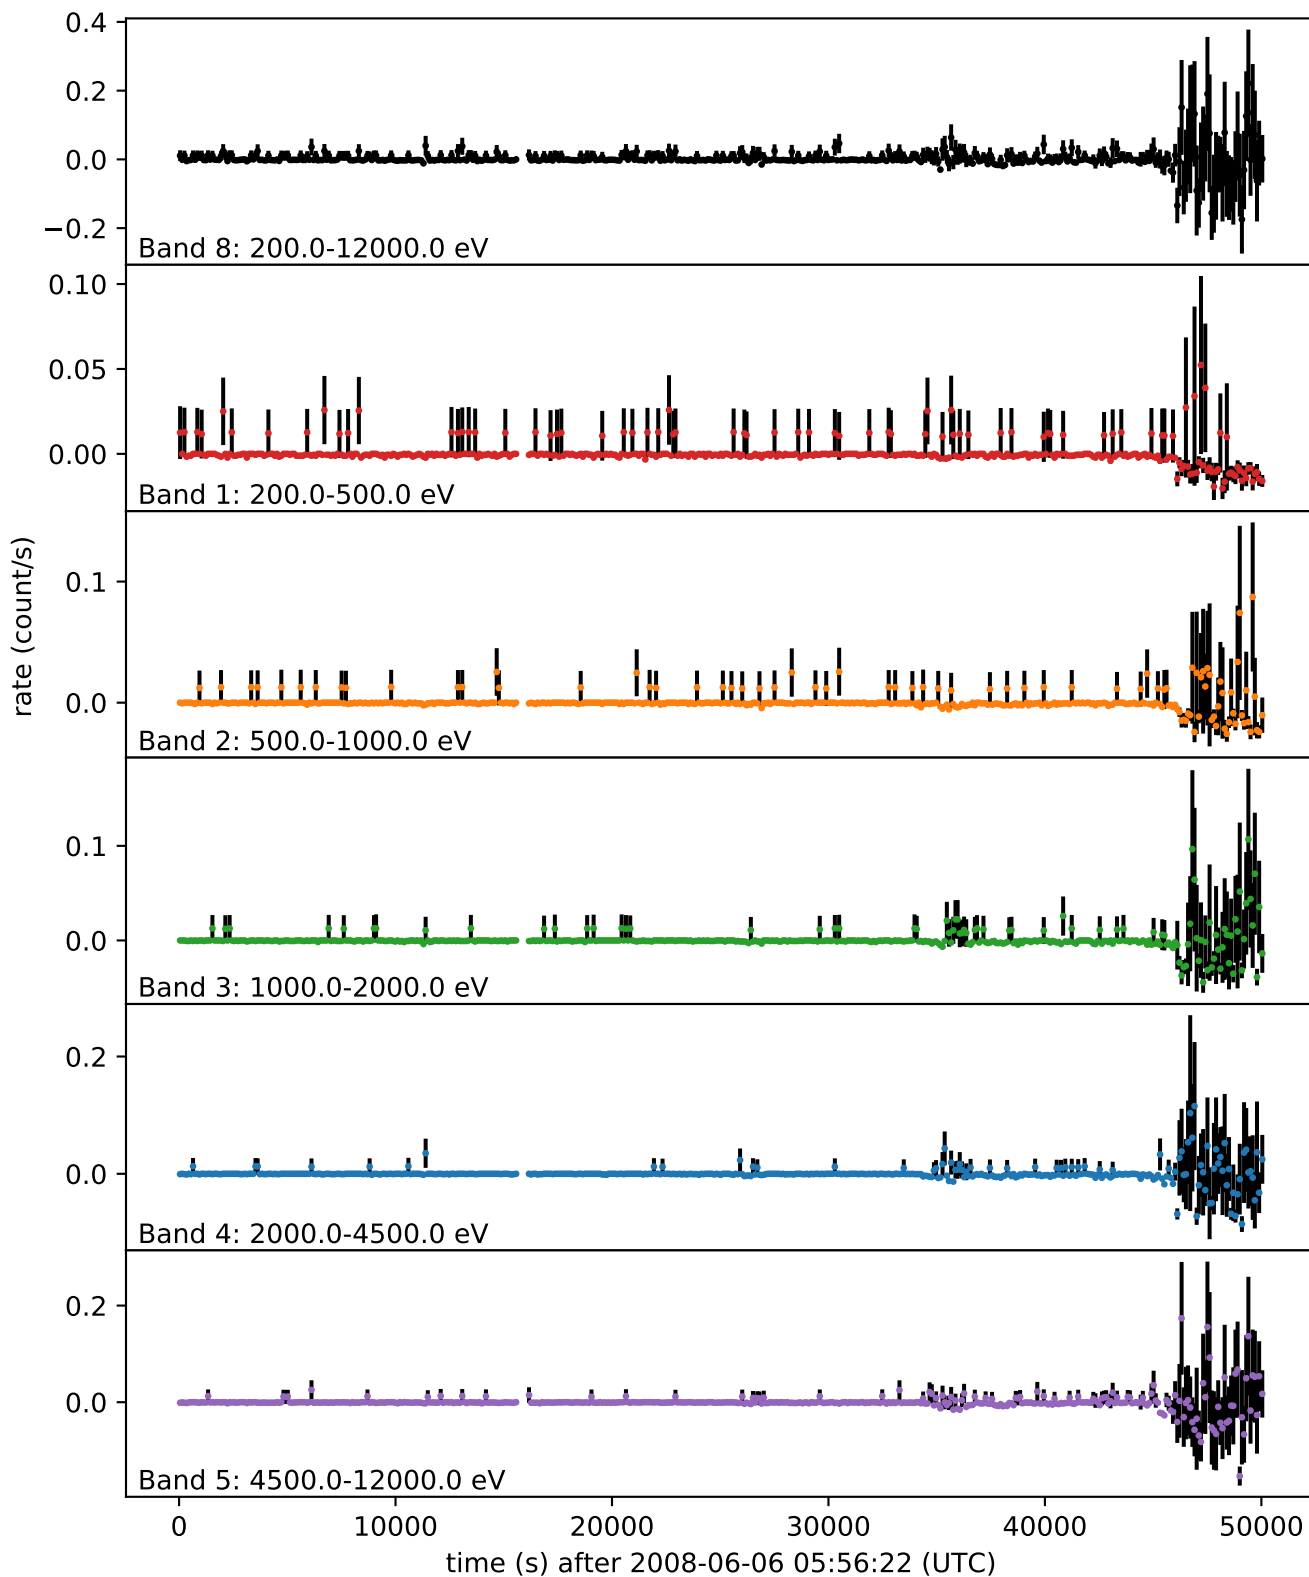 0.4
0.2
0.0
−0.2
Band 8: 200.0-12000.0 eV
0.10
0.05
0.00
Band 1: 200.0-500.0 eV
rate (count/s)
0.1
0.0
Band 2: 500.0-1000.0 eV
0.1
0.0
Band 3: 1000.0-2000.0 eV
0.2
0.0
Band 4: 2000.0-4500.0 eV
0.2
0.0
Band 5: 4500.0-12000.0 eV
0 10000 20000 30000 40000 50000
time (s) after 2008-06-06 05:56:22 (UTC)